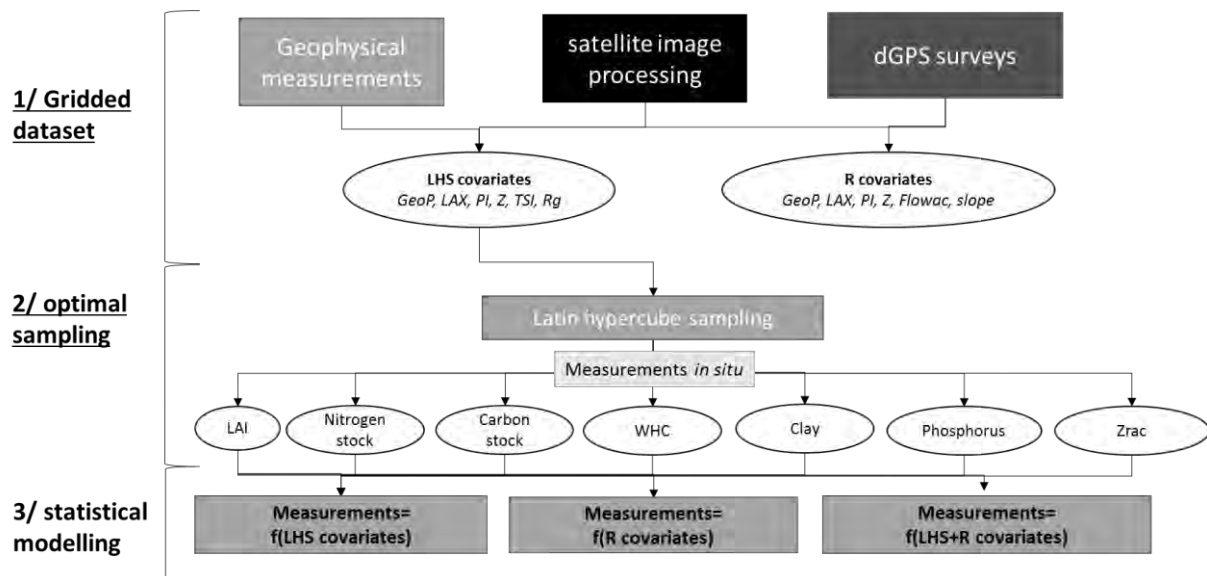 Geophysical
measurements
satellite image
processing
dGPS surveys
1/ Gridded
dataset
LHS covariates
GeoP, LAX, PI, Z, TSI, Rg
R covariates
GeoP, LAX, PI, Z, Flowac, slope
2/ optimal
sampling
Latin hypercube sampling
Measurements in situ
LAI
Nitrogen
stock
Carbon
stock
WHC
Clay
Phosphorus
Zrac
3/ statistical
modelling
Measurements=
f(LHS covariates)
Measurements=
f(R covariates)
Measurements=
f(LHS+R covariates)